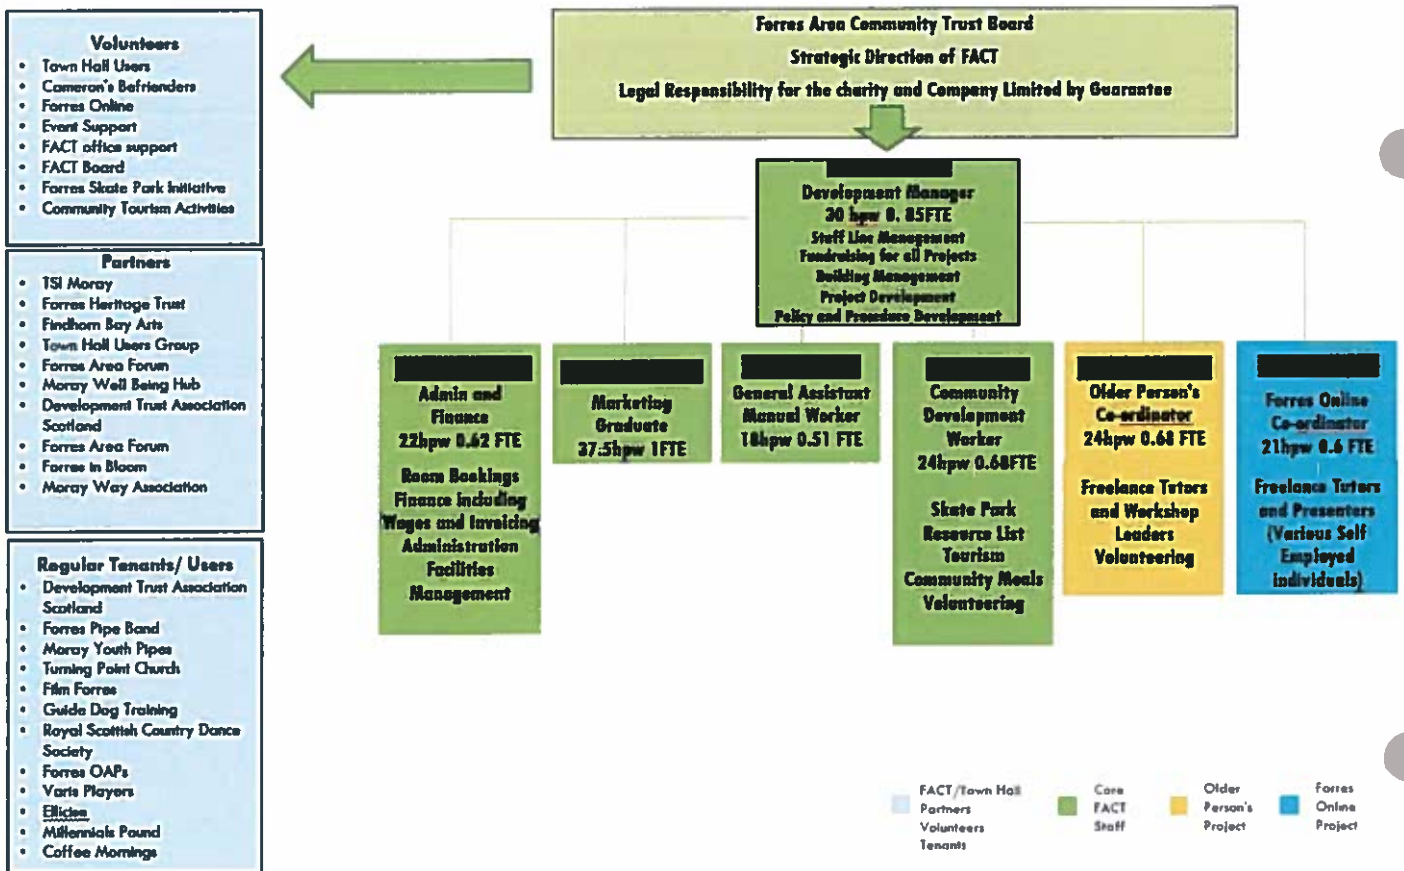 Volunteers
• Town Hall Users
• Cameron's Befrienders
• Forres Online
• Event Support
• FACT office support
• FACT Board
• Forres Skate Park Initiative
• Community Tourism Activities
Partners
• TSI Moray
• Forres Heritage Trust
• Findhorn Bay Arts
• Town Hall Users Group
• Forres Area Forum
• Moray Well Being Hub
• Development Trust Association
Scotland
• Forres Area Forum
• Forres in Bloom
• Moray Way Association
Regular Tenants/ Users
• Development Trust Association
Scotland
• Forres Pipe Band
• Moray Youth Pipes
• Turning Point Church
• Film Forres
• Guide Dog Training
• Royal Scottish Country Dance
Society
• Forres OAPs
• Varis Players
• Millennials Pound
• Coffee Mornings
Forres Area Community Trust Board
Strategic Direction of FACT
Legal Responsibility for the charity and Company Limited by Guarantee
Development Manager
30 hpw 0. 85FTE
Staff Line Management
Fundraising for all Projects
Building Management
Project Development
Policy and Procedure Development
Admin and
Finance
22hpw 0.62 FTE
Room Bookings
Finance including
Wages and Invoicing
Administration
Facilities
Management
Marketing
Graduate
37.5hpw 1FTE
General Assistant
Manual Worker
18hpw 0.51 FTE
Community
Development
Worker
24hpw 0.68FTE
Skate Park
Resource List
Tourism
Community Meals
Volunteering
Older Person's
Co-ordinator
24hpw 0.68 FTE
Freelance Tutors
and Workshop
Leaders
Volunteering
Forres Online
Co-ordinator
21hpw 0.6 FTE
Freelance Tutors
and Presenters
(Various Self
Employed
individuals)
FACT/Town Hall
Partners
Volunteers
Tenants
Core
FACT
Staff
Older
Person's
Project
Forres
Online
Project